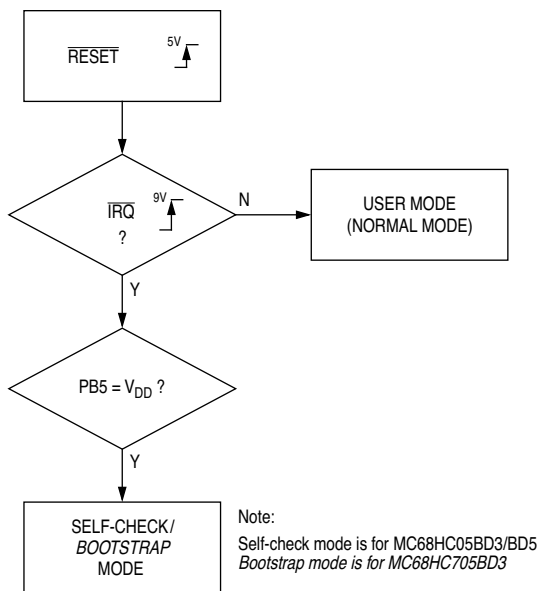 RESET 5V
IRQ 9V
?
N
USER MODE
(NORMAL MODE)
Y
PB5 = VDD ?
Y
SELF-CHECK/
BOOTSTRAP
MODE
Note:
Self-check mode is for MC68HC05BD3/BD5
Bootstrap mode is for MC68HC705BD3